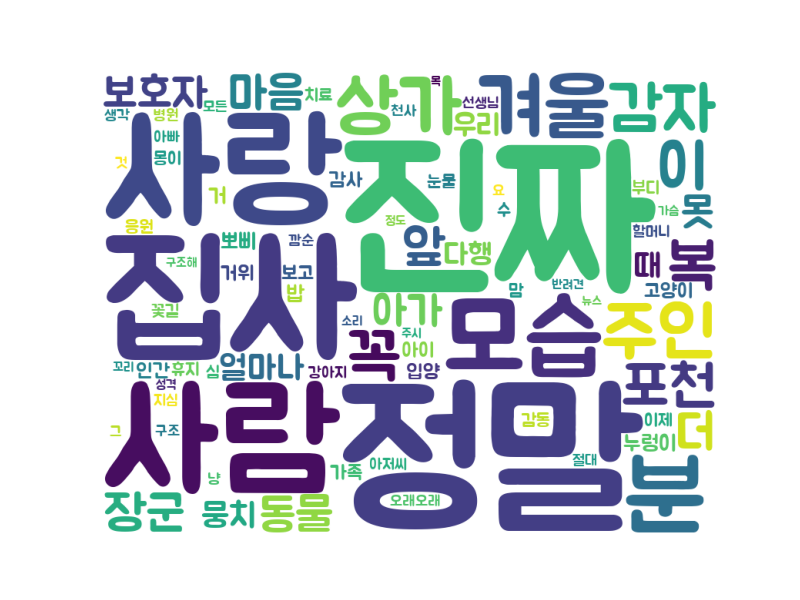 보호자 마음 치료 상가 목 천사 선생님 우리 겨울 감자
생각 병원 모든
아빠
것 몽이 사랑 거 감사 진짜 눈물 요 수 부디 이 못 가슴
응원 뽀삐 깜순 정도 앞 다행 할머니 때 복
구조해 집사 거위 보고 밥 맘 반려견 고양이
꽃길 소리 아가 뉴스
꼬리 인간 휴지 심 얼마나 강아지 꼭 주시 아이 입양 모습 주인
성격 지심 포천
그 구조 사람 냥 가족 아저씨 정말 감동 절대 이제 누렁이 더
장군 뭉치 동물 오래오래 분